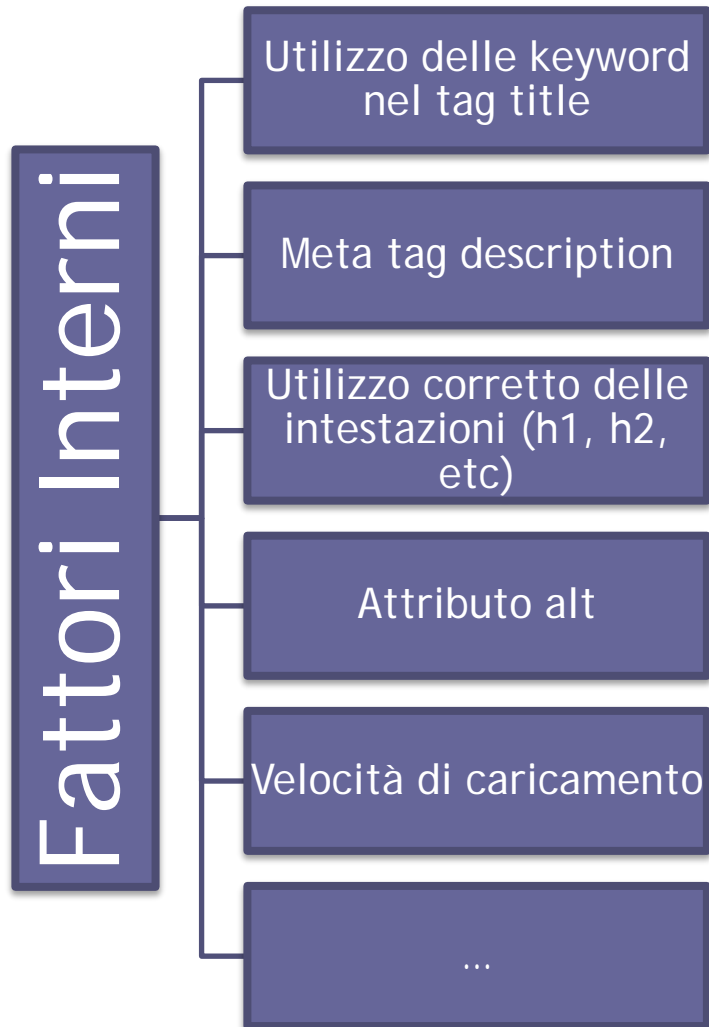 Fattori Interni
Utilizzo delle keyword
nel tag title
Meta tag description
Utilizzo corretto delle
intestazioni (h1, h2,
etc)
Attributo alt
Velocità di caricamento
...